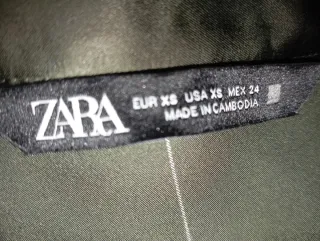 ZARA
EUR XS USA XS MEX 24
MADE IN CAMBODIA